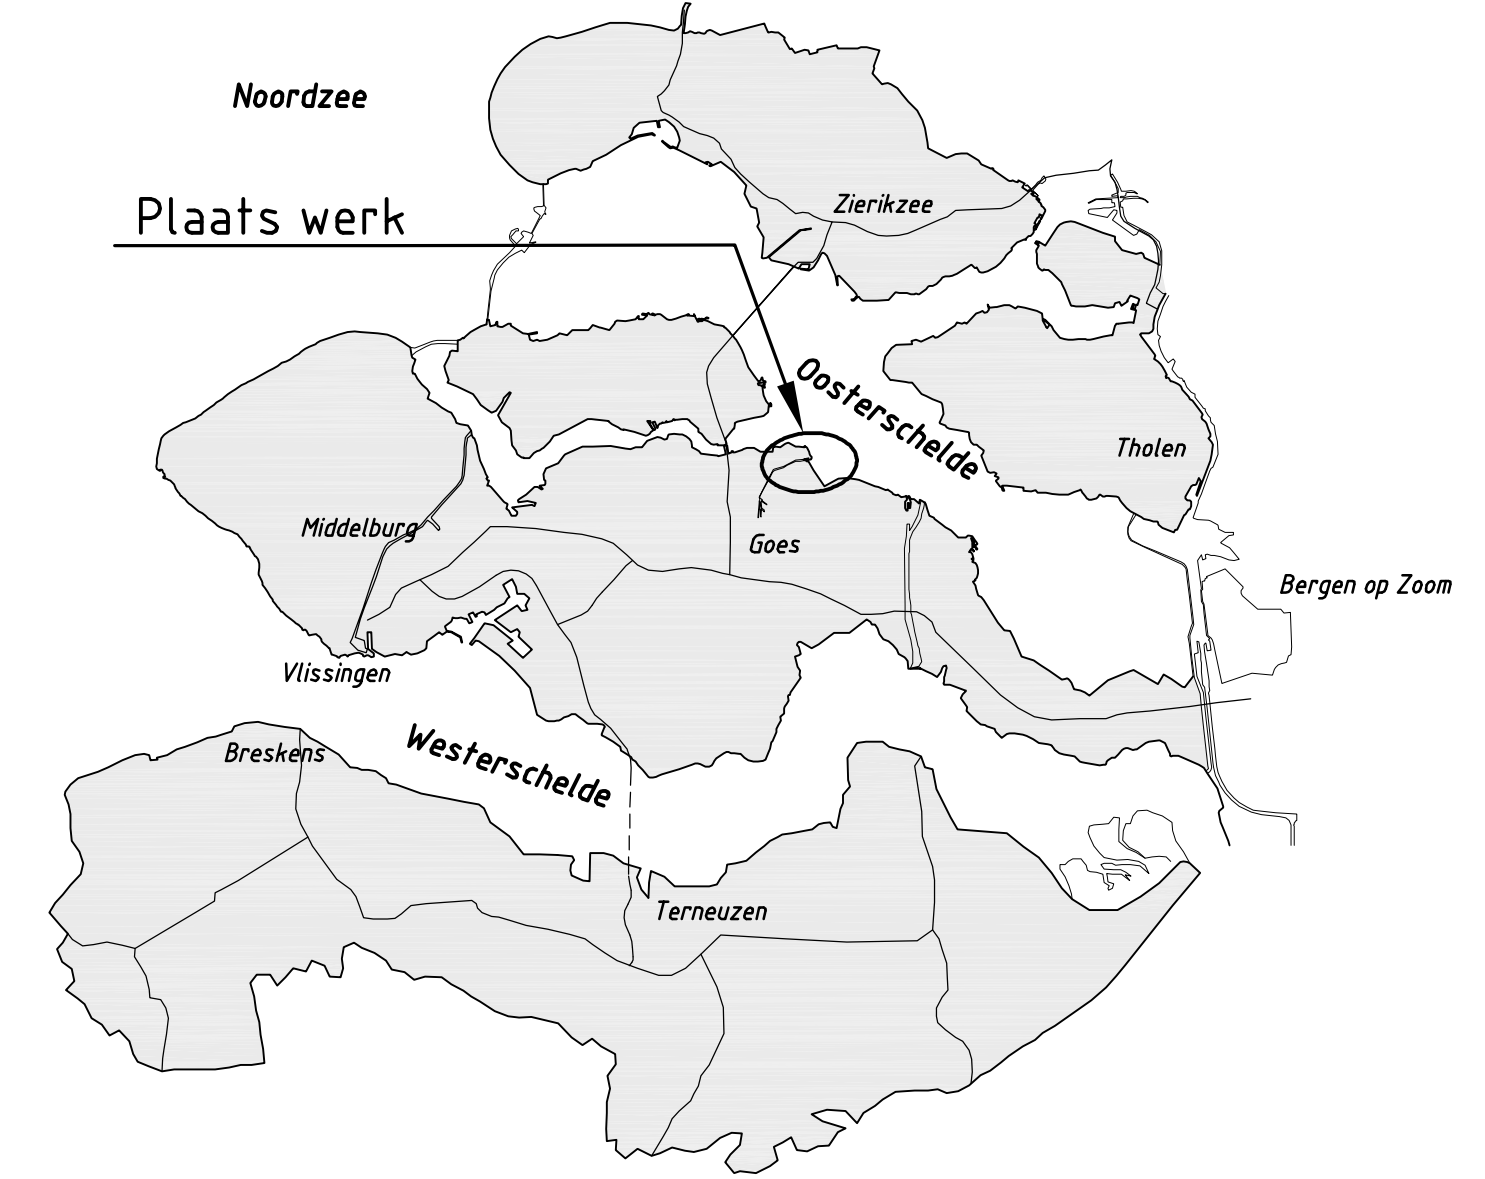 Noordzee
Plaats werk
Zierikzee
Oosterschelde
Tholen
Middelburg
Goes
Bergen op Zoom
Vlissingen
Westerschelde
Breskens
Terneuzen